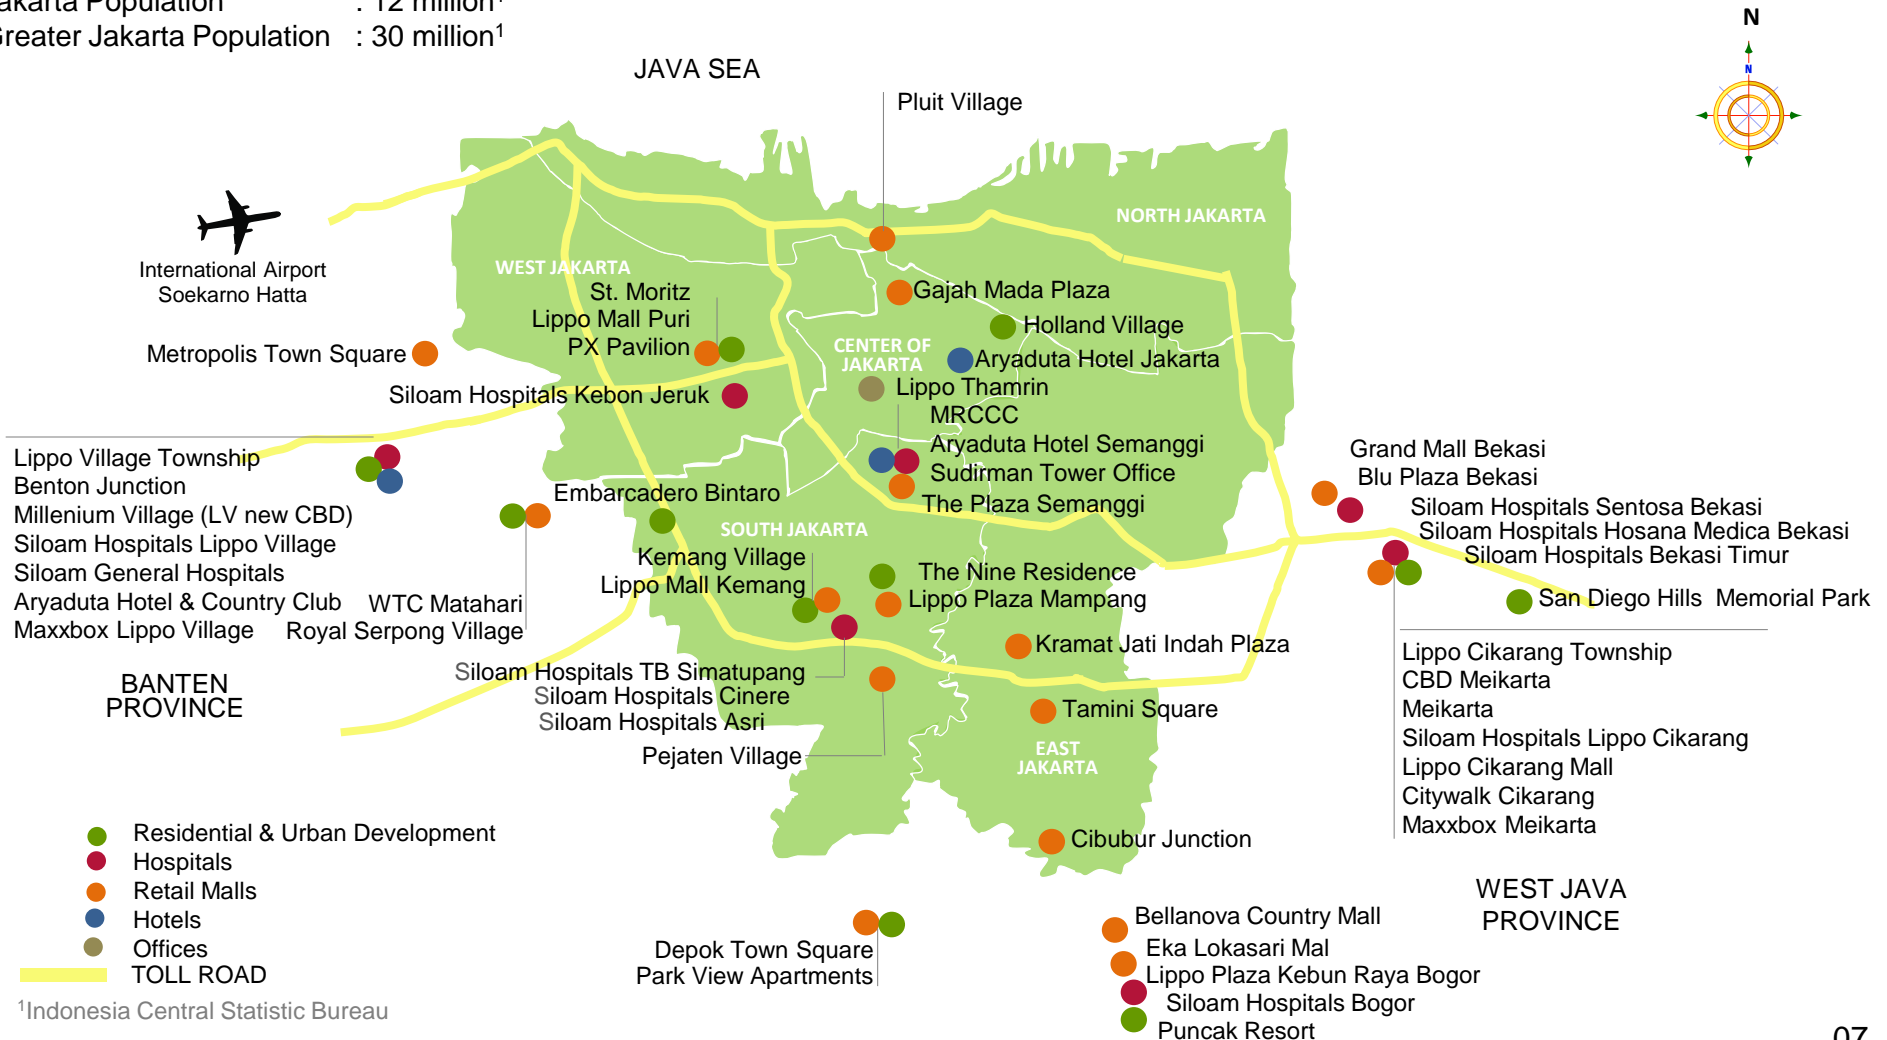 akarta Population : 12 million¹
Greater Jakarta Population : 30 million¹
N
N
JAVA SEA
Pluit Village
NORTH JAKARTA
International Airport
Soekarno Hatta
WEST JAKARTA
St. Moritz
Lippo Mall Puri
PX Pavilion
Gajah Mada Plaza
Holland Village
CENTER OF
JAKARTA
Aryaduta Hotel Jakarta
Metropolis Town Square
Siloam Hospitals Kebon Jeruk
Lippo Thamrin
MRCCC
Aryaduta Hotel Semanggi
Sudirman Tower Office
The Plaza Semanggi
Lippo Village Township
Benton Junction
Millenium Village (LV new CBD)
Siloam Hospitals Lippo Village
Siloam General Hospitals
Aryaduta Hotel & Country Club
Maxxbox Lippo Village
WTC Matahari
Royal Serpong Village
Embarcadero Bintaro
SOUTH JAKARTA
Kemang Village
Lippo Mall Kemang
The Nine Residence
Lippo Plaza Mampang
Kramat Jati Indah Plaza
Grand Mall Bekasi
Blu Plaza Bekasi
Siloam Hospitals Sentosa Bekasi
Siloam Hospitals Hosana Medica Bekasi
Siloam Hospitals Bekasi Timur
San Diego Hills Memorial Park
Siloam Hospitals TB Simatupang
Siloam Hospitals Cinere
Siloam Hospitals Asri
Pejaten Village
Tamini Square
EAST
JAKARTA
Cibubur Junction
BANTEN
PROVINCE
Lippo Cikarang Township
CBD Meikarta
Meikarta
Siloam Hospitals Lippo Cikarang
Lippo Cikarang Mall
Citywalk Cikarang
Maxxbox Meikarta
WEST JAVA
PROVINCE
Residential & Urban Development
Hospitals
Retail Malls
Hotels
Offices
TOLL ROAD
Depok Town Square
Park View Apartments
Bellanova Country Mall
Eka Lokasari Mal
Lippo Plaza Kebun Raya Bogor
Siloam Hospitals Bogor
Puncak Resort
¹Indonesia Central Statistic Bureau
07